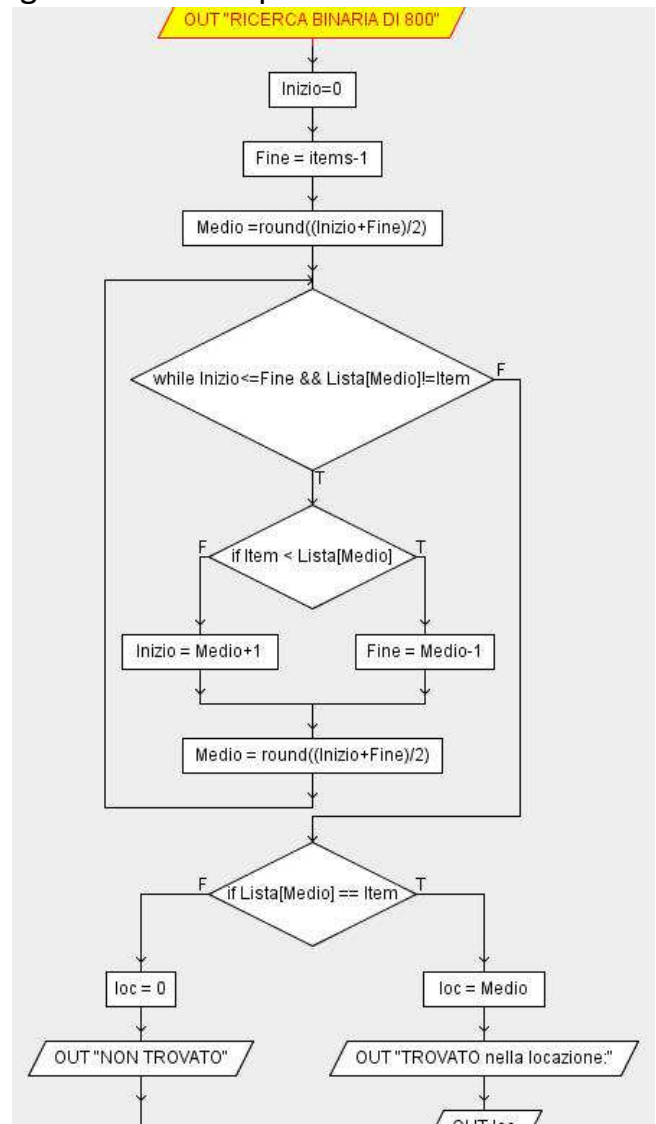 OUT "RICERCA BINARIA DI 800"
Inizio=0
Fine = items-1
Medio =round((Inizio+Fine)/2)
while Inizio<=Fine && Lista[Medio]!=Item
F
T
if Item < Lista[Medio]
F
T
Inizio = Medio+1
Fine = Medio-1
Medio = round((Inizio+Fine)/2)
if Lista[Medio] == Item
F
T
loc = 0
loc = Medio
OUT "NON TROVATO"
OUT "TROVATO nella locazione:"
OUT loc